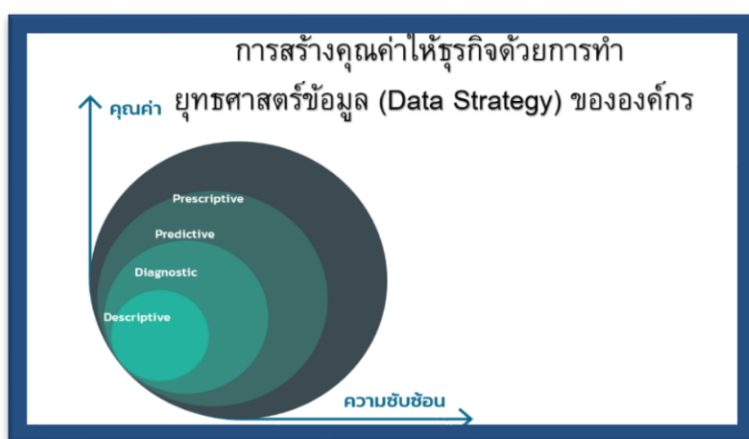 การสร้างคุณค่าให้ธุรกิจด้วยการทำ
ยุทธศาสตร์ข้อมูล (Data Strategy) ขององค์กร
คุณค่า
Prescriptive
Predictive
Diagnostic
Descriptive
ความซับซ้อน